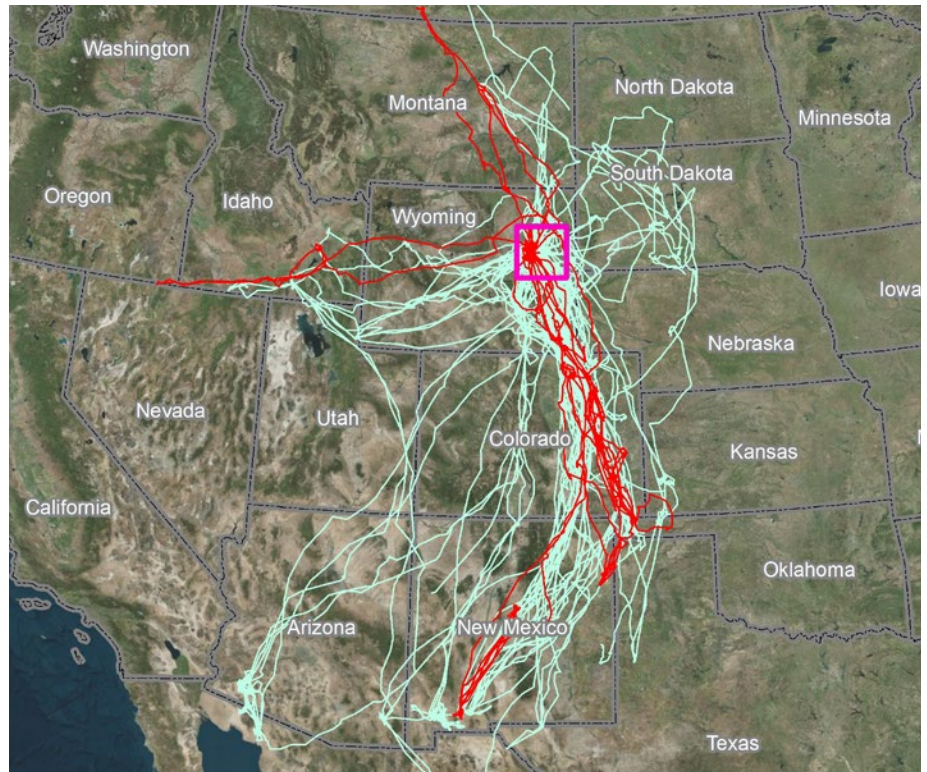 Washington
Montana
North Dakota
Minnesota
Oregon
Idaho
South Dakota
Wyoming
Iowa
Nebraska
Nevada
Utah
Colorado
Kansas
California
Oklahoma
Arizona
New Mexico
Texas